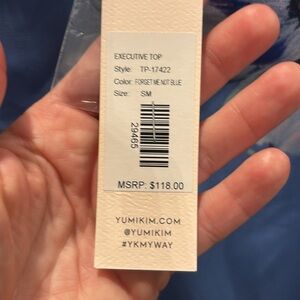 EXECUTIVE TOP
Style: TP-17422
Color: FORGET ME NOT BLUE
Size: SM
29465
MSRP: $118.00
YUMIKIM.COM
@YUMIKIM
#YKMYWAY